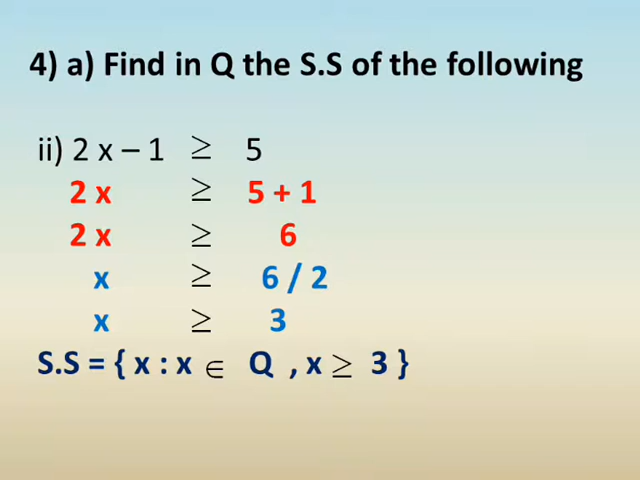 4) a) Find in Q the S.S of the following
ii) 2 x – 1 ≥ 5
2 x ≥ 5 + 1
2 x ≥ 6
x ≥ 6 / 2
x ≥ 3
S.S = { x : x ∈ Q , x ≥ 3 }